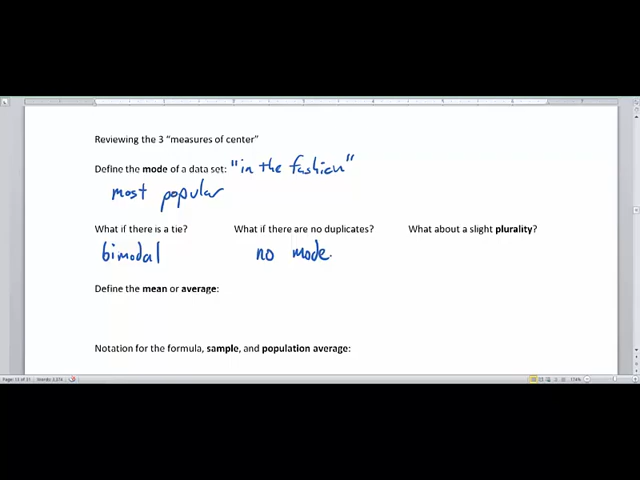 Reviewing the 3 “measures of center”
Define the mode of a data set: "in the fashion"
most popular
What if there is a tie? What if there are no duplicates? What about a slight plurality?
bimodal no mode.
Define the mean or average:
Notation for the formula, sample, and population average: